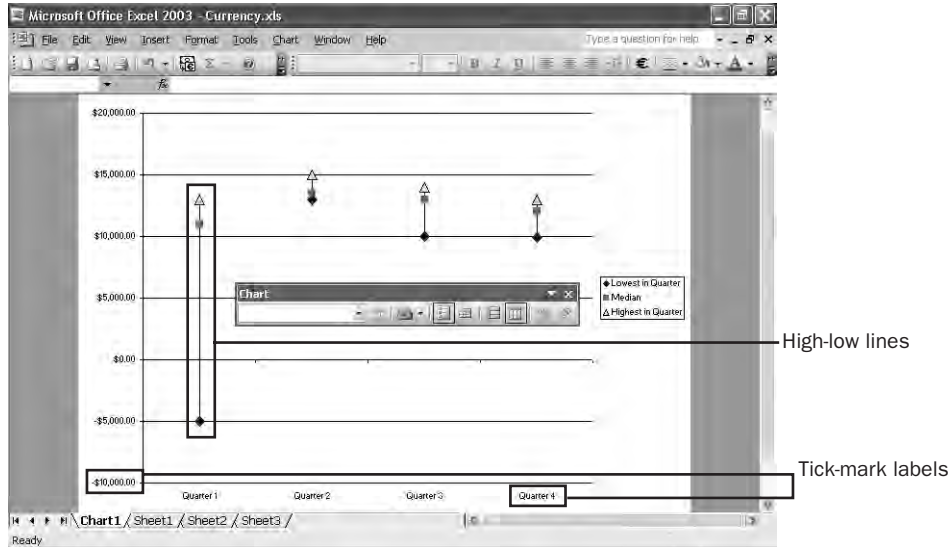 Microsoft Office Excel 2003 - Currency.xls
File Edit View Insert Format Tools Chart Window Help
Type a question for help
$20,000.00
$15,000.00
$10,000.00
$5,000.00
$0.00
-$5,000.00
-$10,000.00
Chart
Lowest in Quarter
Median
Highest in Quarter
High-low lines
Tick-mark labels
Quarter 1 Quarter 2 Quarter 3 Quarter 4
Chart1 / Sheet1 / Sheet2 / Sheet3 /
Ready